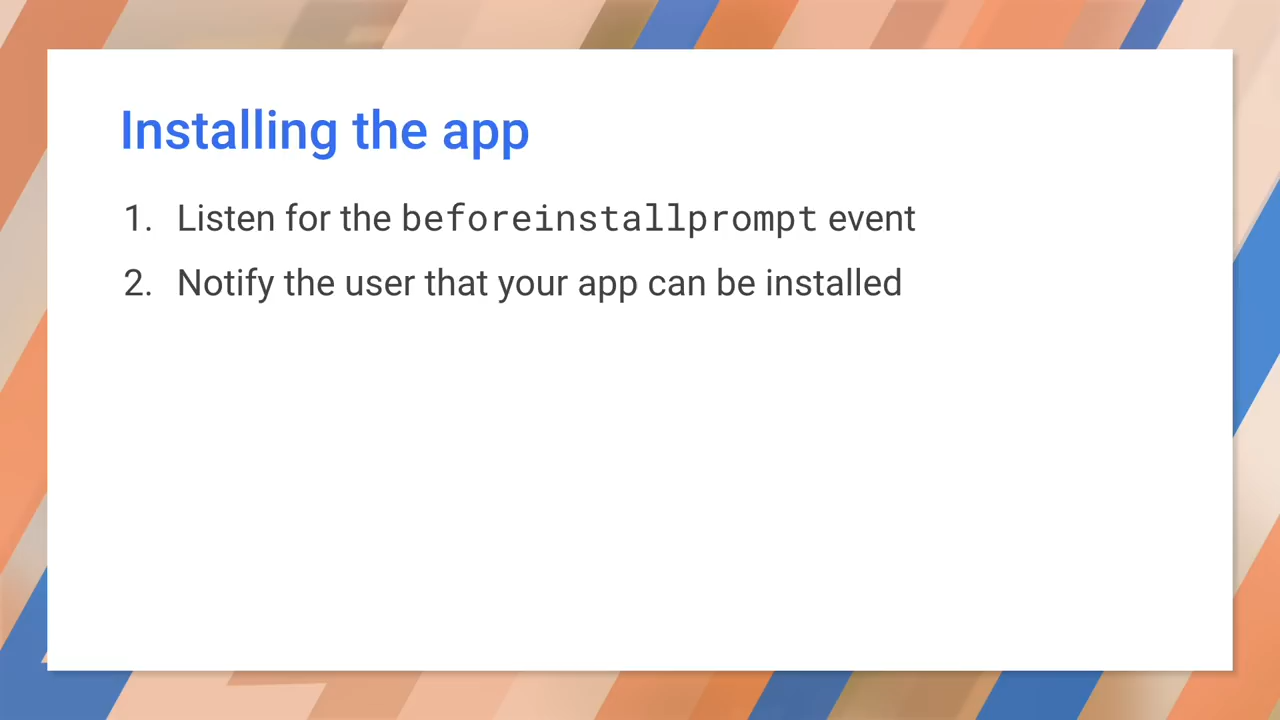 Installing the app
1. Listen for the beforeinstallprompt event
2. Notify the user that your app can be installed